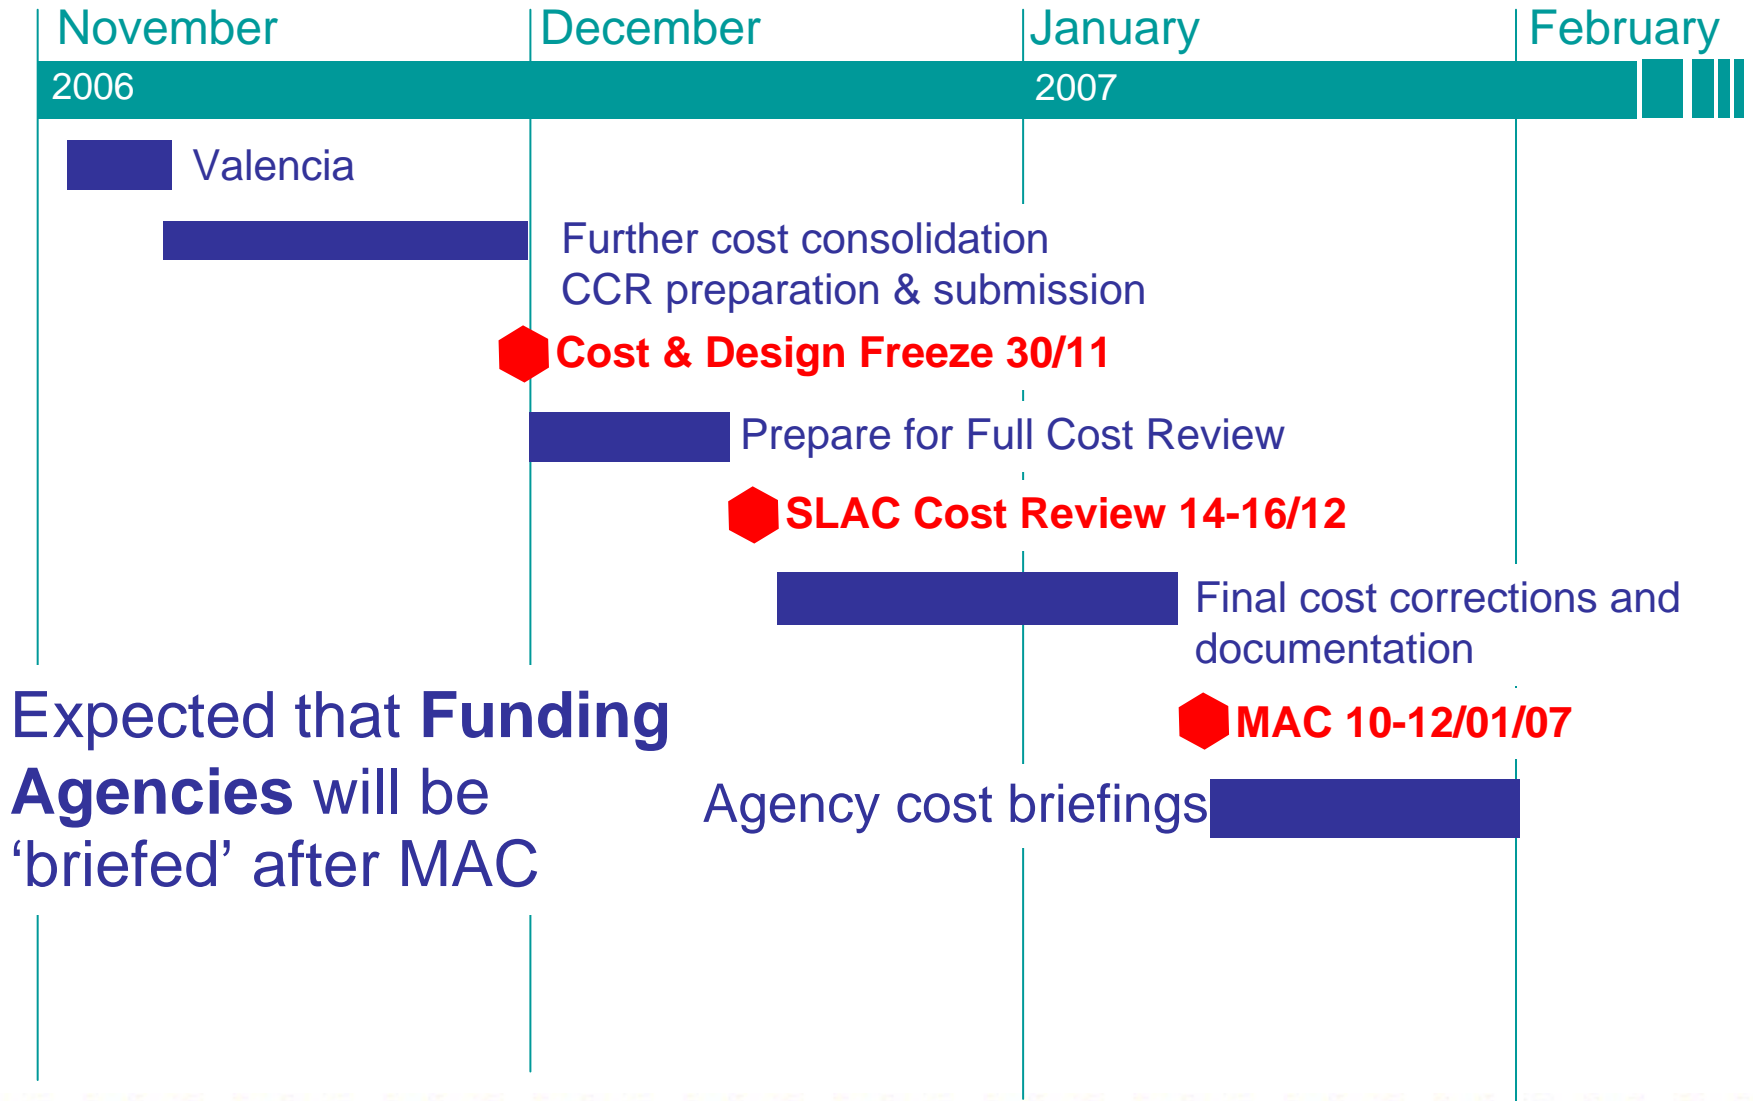 November
December
January
February
2006
2007
Valencia
Further cost consolidation
CCR preparation & submission
Cost & Design Freeze 30/11
Prepare for Full Cost Review
SLAC Cost Review 14-16/12
Final cost corrections and
documentation
MAC 10-12/01/07
Expected that Funding
Agencies will be
‘briefed’ after MAC
Agency cost briefings